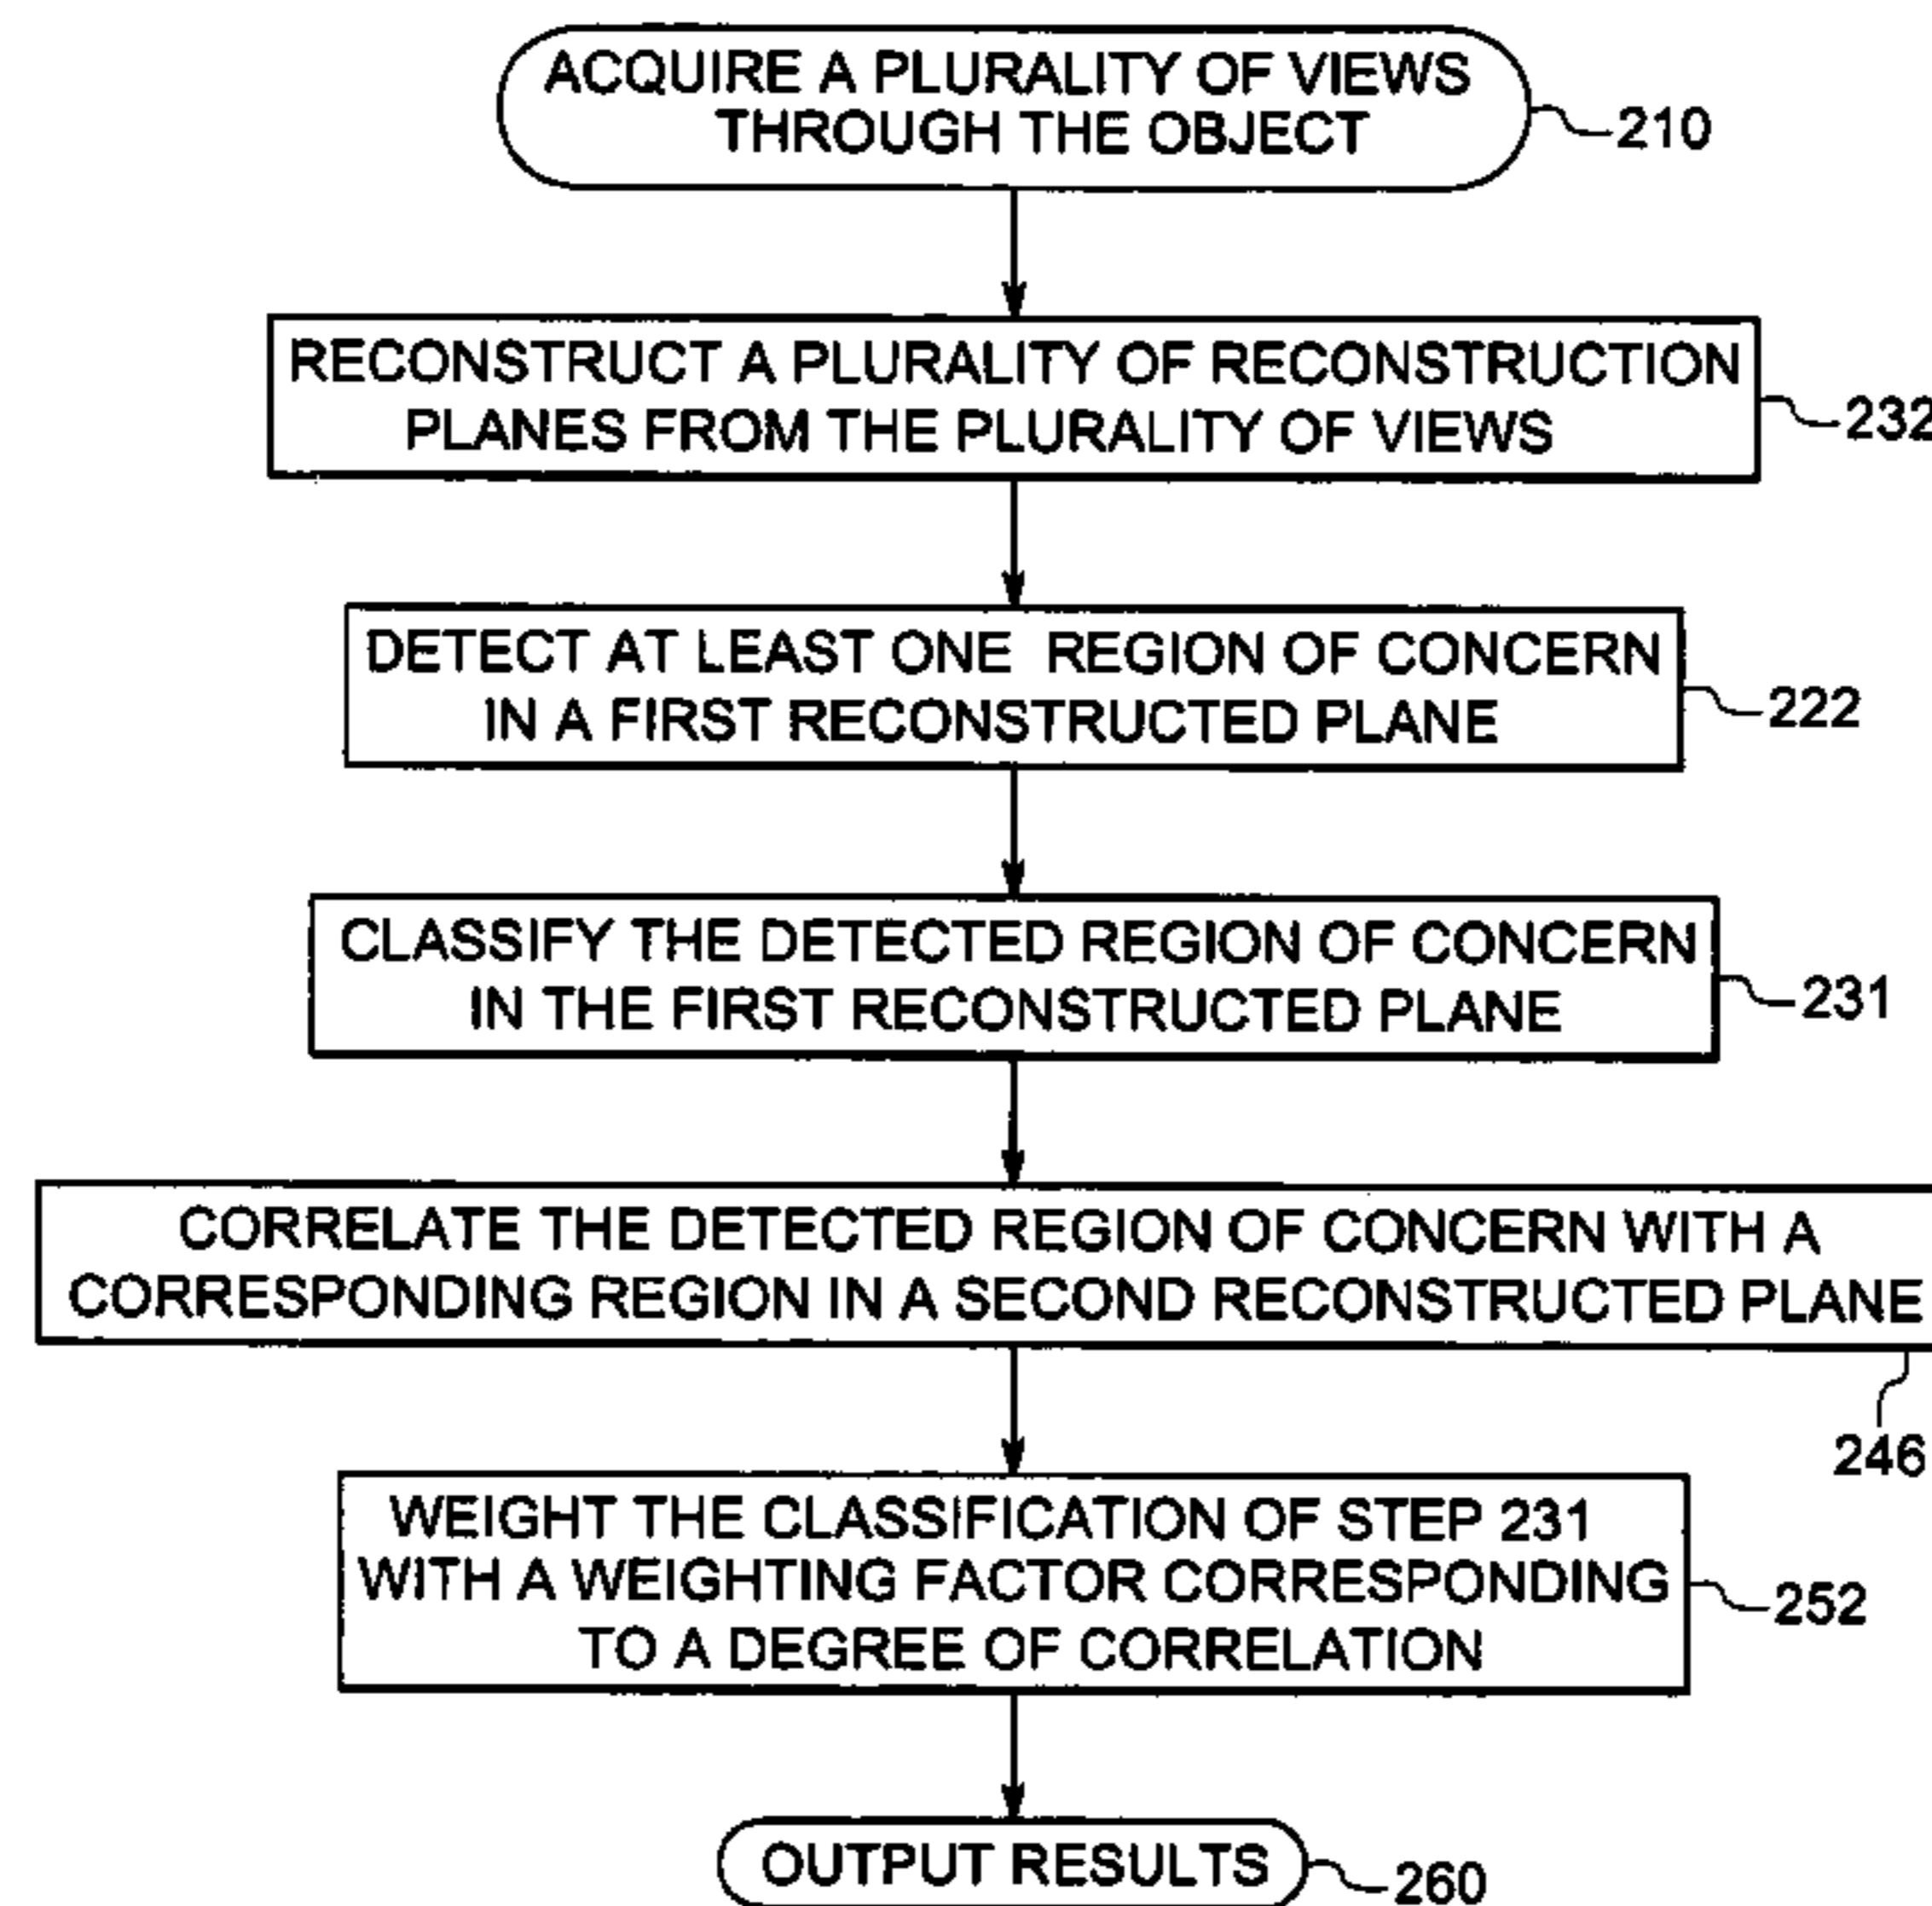 ACQUIRE A PLURALITY OF VIEWS
THROUGH THE OBJECT
210
RECONSTRUCT A PLURALITY OF RECONSTRUCTION
PLANES FROM THE PLURALITY OF VIEWS
232
DETECT AT LEAST ONE REGION OF CONCERN
IN A FIRST RECONSTRUCTED PLANE
222
CLASSIFY THE DETECTED REGION OF CONCERN
IN THE FIRST RECONSTRUCTED PLANE
231
CORRELATE THE DETECTED REGION OF CONCERN WITH A
CORRESPONDING REGION IN A SECOND RECONSTRUCTED PLANE
246
WEIGHT THE CLASSIFICATION OF STEP 231
WITH A WEIGHTING FACTOR CORRESPONDING
TO A DEGREE OF CORRELATION
252
OUTPUT RESULTS
260